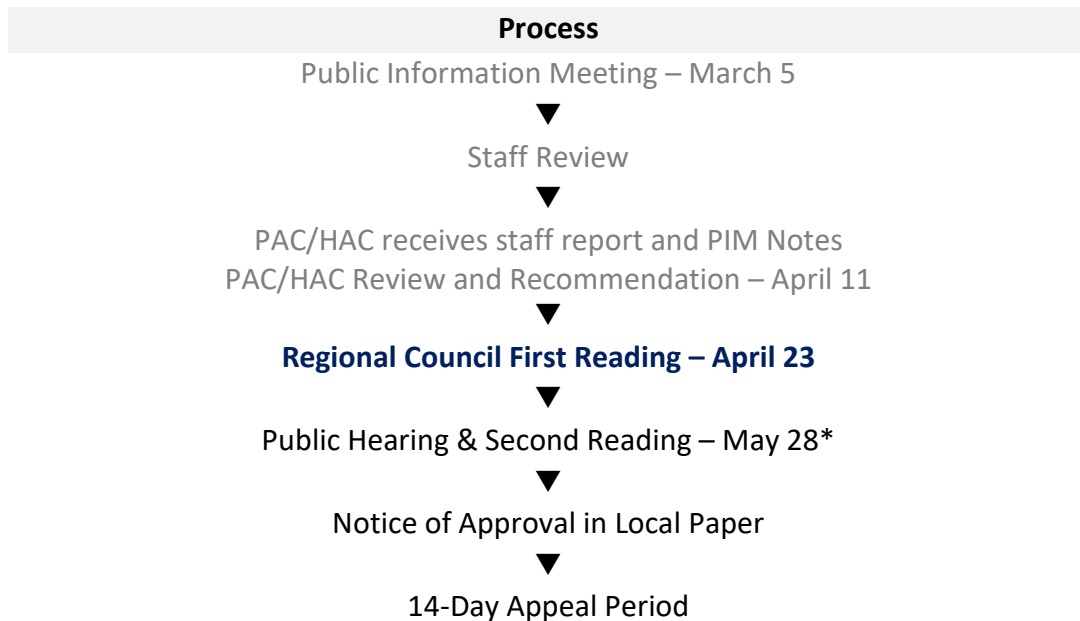 Process
Public Information Meeting – March 5
Staff Review
PAC/HAC receives staff report and PIM Notes
PAC/HAC Review and Recommendation – April 11
Regional Council First Reading – April 23
Public Hearing & Second Reading – May 28*
Notice of Approval in Local Paper
14-Day Appeal Period